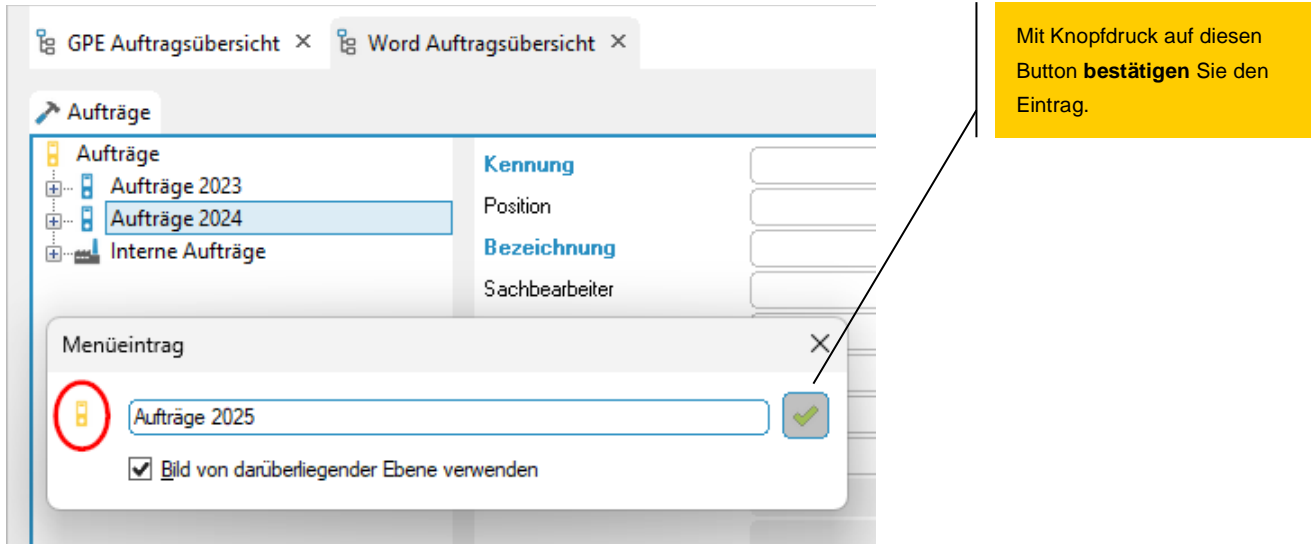 GPE Auftragsübersicht
Word Auftragsübersicht
Mit Knopfdruck auf diesen
Button bestätigen Sie den
Eintrag.
Aufträge
Aufträge
Aufträge 2023
Aufträge 2024
Interne Aufträge
Kennung
Position
Bezeichnung
Sachbearbeiter
Menüeintrag
Aufträge 2025
Bild von darüberliegender Ebene verwenden